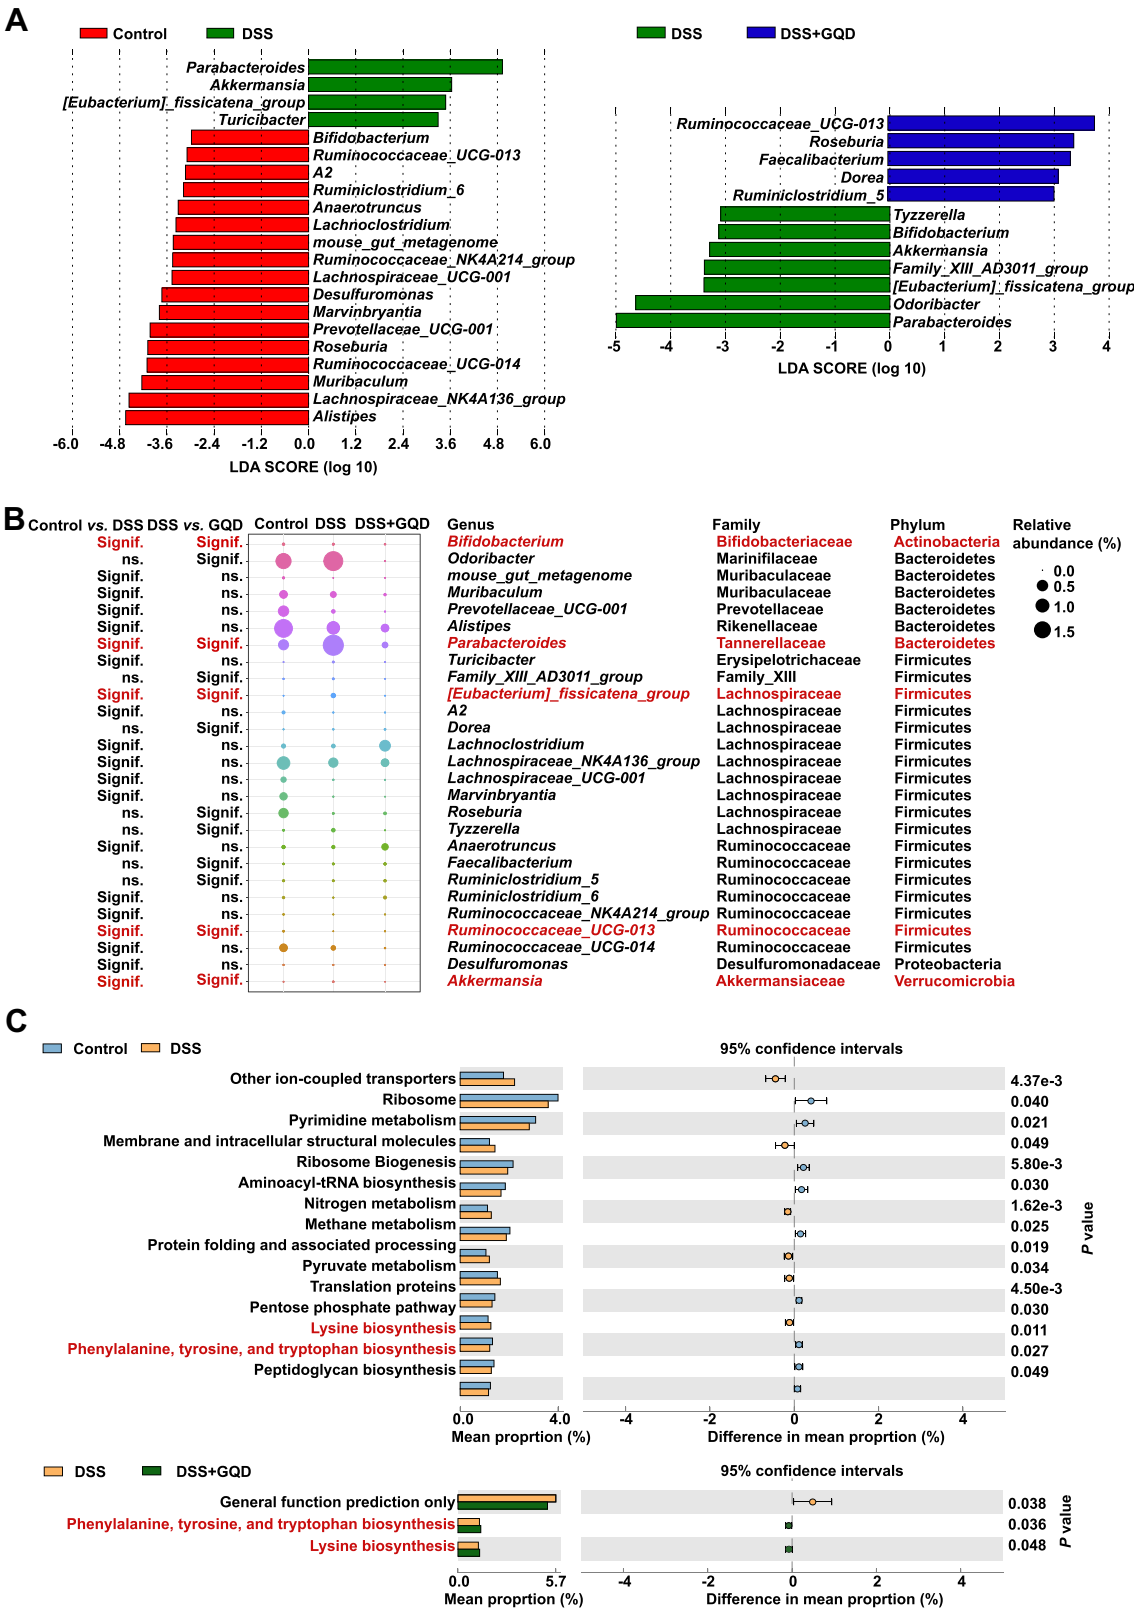 A
Control DSS
Parabacteroides
Akkermansia
[Eubacterium]_fissicatena_group
Turicibacter
Bifidobacterium
Ruminococcaceae_UCG-013
A2
Ruminiclostridium_6
Anaerotruncus
Lachnoclostridium
mouse_gut_metagenome
Ruminococcaceae_NK4A214_group
Lachnospiraceae_UCG-001
Desulfuromonas
Marvinbryantia
Prevotellaceae_UCG-001
Roseburia
Ruminococcaceae_UCG-014
Muribaculum
Lachnospiraceae_NK4A136_group
Alistipes
-6.0 -4.8 -3.6 -2.4 -1.2 0.0 1.2 2.4 3.6 4.8 6.0
LDA SCORE (log 10)
DSS DSS+GQD
Ruminococcaceae_UCG-013
Roseburia
Faecalibacterium
Dorea
Ruminiclostridium_5
Tyzzerella
Bifidobacterium
Akkermansia
Family_XIII_AD3011_group
[Eubacterium]_fissicatena_group
Odoribacter
Parabacteroides
-5 -4 -3 -2 -1 0 1 2 3 4
LDA SCORE (log 10)
B
Control vs. DSS DSS vs. GQD Control DSS DSS+GQD Genus Family Phylum Relative
abundance (%)
Signif. Signif. Bifidobacterium Bifidobacteriaceae Actinobacteria
ns. Signif. Odoribacter Marinifilaceae Bacteroidetes
Signif. ns. mouse_gut_metagenome Muribaculaceae Bacteroidetes
Signif. ns. Muribaculum Muribaculaceae Bacteroidetes
Signif. ns. Prevotellaceae_UCG-001 Prevotellaceae Bacteroidetes
Signif. ns. Alistipes Rikenellaceae Bacteroidetes
Signif. Signif. Parabacteroides Tannerellaceae Bacteroidetes
Signif. ns. Turicibacter Erysipelotrichaceae Firmicutes
ns. Signif. Family_XIII_AD3011_group Family_XIII Firmicutes
Signif. Signif. [Eubacterium]_fissicatena_group Lachnospiraceae Firmicutes
Signif. ns. A2 Lachnospiraceae Firmicutes
ns. Signif. Dorea Lachnospiraceae Firmicutes
Signif. ns. Lachnoclostridium Lachnospiraceae Firmicutes
Signif. ns. Lachnospiraceae_NK4A136_group Lachnospiraceae Firmicutes
Signif. ns. Lachnospiraceae_UCG-001 Lachnospiraceae Firmicutes
Signif. ns. Marvinbryantia Lachnospiraceae Firmicutes
ns. Signif. Roseburia Lachnospiraceae Firmicutes
ns. Signif. Tyzzerella Lachnospiraceae Firmicutes
Signif. ns. Anaerotruncus Ruminococcaceae Firmicutes
ns. Signif. Faecalibacterium Ruminococcaceae Firmicutes
ns. Signif. Ruminiclostridium_5 Ruminococcaceae Firmicutes
Signif. ns. Ruminiclostridium_6 Ruminococcaceae Firmicutes
Signif. ns. Ruminococcaceae_NK4A214_group Ruminococcaceae Firmicutes
Signif. Signif. Ruminococcaceae_UCG-013 Ruminococcaceae Firmicutes
Signif. ns. Ruminococcaceae_UCG-014 Ruminococcaceae Firmicutes
Signif. ns. Desulfuromonas Desulfuromonadaceae Proteobacteria
Signif. Signif. Akkermansia Akkermansiaceae Verrucomicrobia
0.0
0.5
1.0
1.5
C
Control DSS
95% confidence intervals
Other ion-coupled transporters 4.37e-3
Ribosome 0.040
Pyrimidine metabolism 0.021
Membrane and intracellular structural molecules 0.049
Ribosome Biogenesis 5.80e-3
Aminoacyl-tRNA biosynthesis 0.030
Nitrogen metabolism 1.62e-3
Methane metabolism 0.025
Protein folding and associated processing 0.019
Pyruvate metabolism 0.034
Translation proteins 4.50e-3
Pentose phosphate pathway 0.030
Lysine biosynthesis 0.011
Phenylalanine, tyrosine, and tryptophan biosynthesis 0.027
Peptidoglycan biosynthesis 0.049
P value
0.0 4.0 -4 -2 0 2 4
Mean proprtion (%) Difference in mean proprtion (%)
DSS DSS+GQD
95% confidence intervals
General function prediction only 0.038
Phenylalanine, tyrosine, and tryptophan biosynthesis 0.036
Lysine biosynthesis 0.048
P value
0.0 5.7 -4 -2 0 2 4
Mean proprtion (%) Difference in mean proprtion (%)